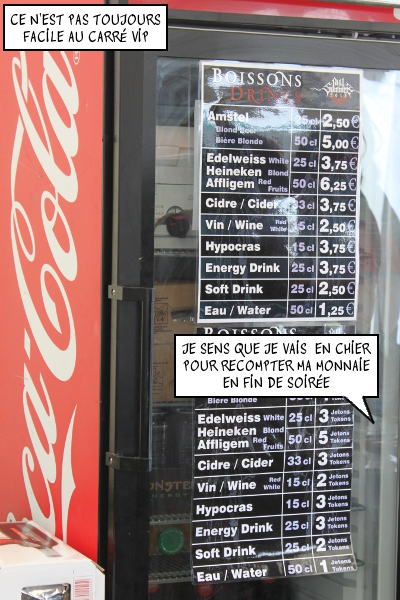 CE N'EST PAS TOUJOURS
FACILE AU CARRÉ VIP
Coca-Cola
BOISSONS
DRINKS
Amstel 25 cl 2,50€
Blond Beer
Bière Blonde 50 cl 5,00€
Edelweiss White 25 cl 3,75€
Heineken Blond
Affligem Red Fruits 50 cl 6,25€
Cidre / Cider 33 cl 3,75€
Vin / Wine Red White 15 cl 2,50€
Hypocras 15 cl 3,75€
Energy Drink 25 cl 3,75€
Soft Drink 25 cl 2,50€
Eau / Water 50 cl 1,25€
BOISSONS
JE SENS QUE JE VAIS EN CHIER
POUR RECOMPTER MA MONNAIE
EN FIN DE SOIRÉE
Bière Blonde
Edelweiss White 25 cl 3 Jetons Tokens
Heineken Blond
Affligem Red Fruits 50 cl 5 Jetons Tokens
Cidre / Cider 33 cl 3 Jetons Tokens
Vin / Wine Red White 15 cl 2 Jetons Tokens
Hypocras 15 cl 3 Jetons Tokens
Energy Drink 25 cl 3 Jetons Tokens
Soft Drink 25 cl 2 Jetons Tokens
Eau / Water 50 cl 1 Jetons Tokens